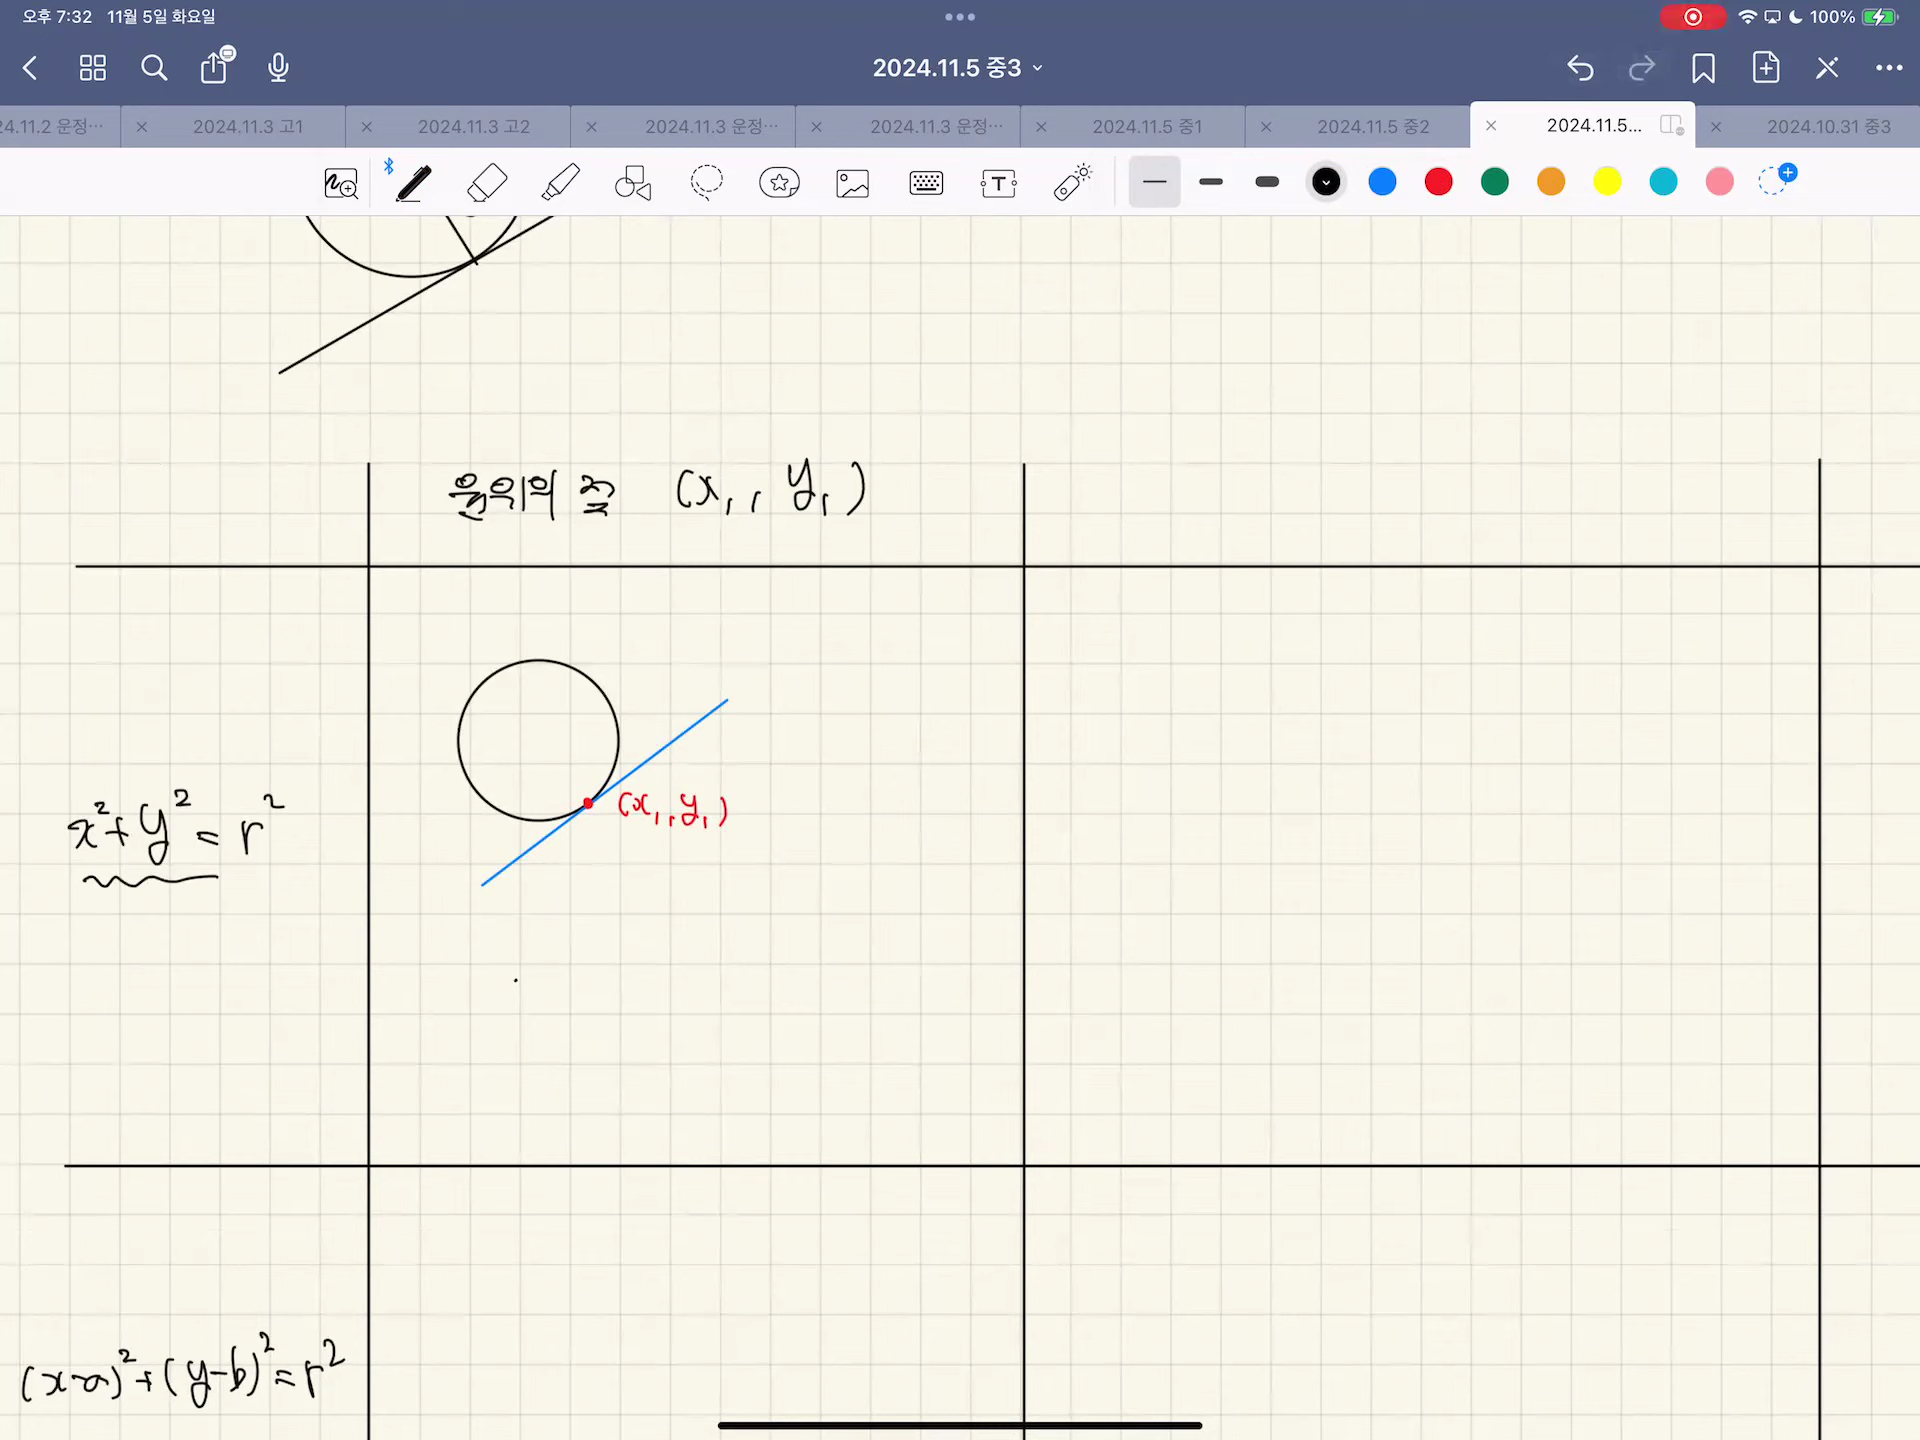 오후 7:32 11월 5일 화요일
100%
2024.11.5 중3
24.11.2 운정…
2024.11.3 고1
2024.11.3 고2
2024.11.3 운정…
2024.11.3 운정…
2024.11.5 중1
2024.11.5 중2
2024.11.5...
2024.10.31 중3
원위의 점 (x₁, y₁)
(x₁, y₁)
x²+y²=r²
(x-a)²+(y-b)²=r²